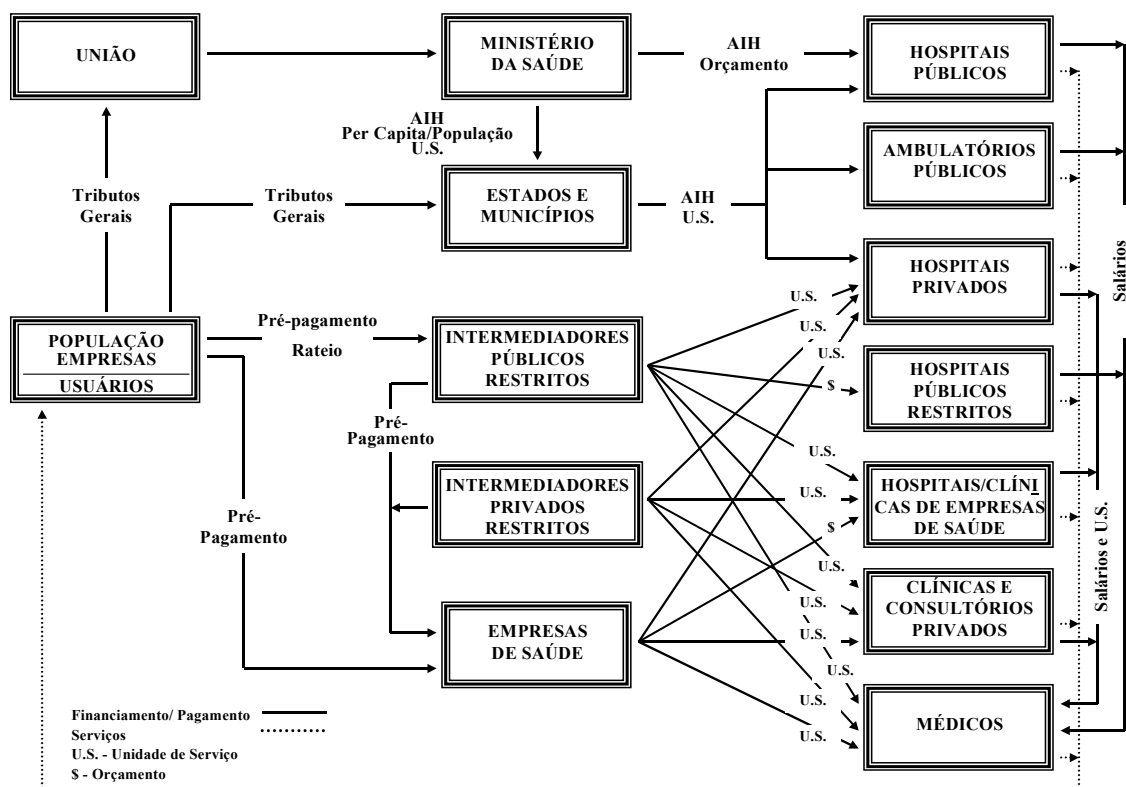 UNIÃO
MINISTÉRIO
DA SAÚDE
AIH
Orçamento
HOSPITAIS
PÚBLICOS
AIH
Per Capita/População
U.S.
AMBULATÓRIOS
PÚBLICOS
Tributos
Gerais
Tributos
Gerais
ESTADOS E
MUNICÍPIOS
AIH
U.S.
HOSPITAIS
PRIVADOS
Salários
POPULAÇÃO
EMPRESAS
USUÁRIOS
Pré-pagamento
Rateio
INTERMEDIADORES
PÚBLICOS
RESTRITOS
U.S.
U.S.
U.S.
$
HOSPITAIS
PÚBLICOS
RESTRITOS
Pré-
Pagamento
U.S.
INTERMEDIADORES
PRIVADOS
RESTRITOS
U.S.
$
HOSPITAIS/CLÍNI
CAS DE EMPRESAS
DE SAÚDE
Salários e U.S.
Pré-
Pagamento
U.S.
U.S.
U.S.
CLÍNICAS E
CONSULTÓRIOS
PRIVADOS
EMPRESAS
DE SAÚDE
U.S.
U.S.
U.S.
MÉDICOS
Financiamento/ Pagamento
Serviços
U.S. - Unidade de Serviço
$ - Orçamento